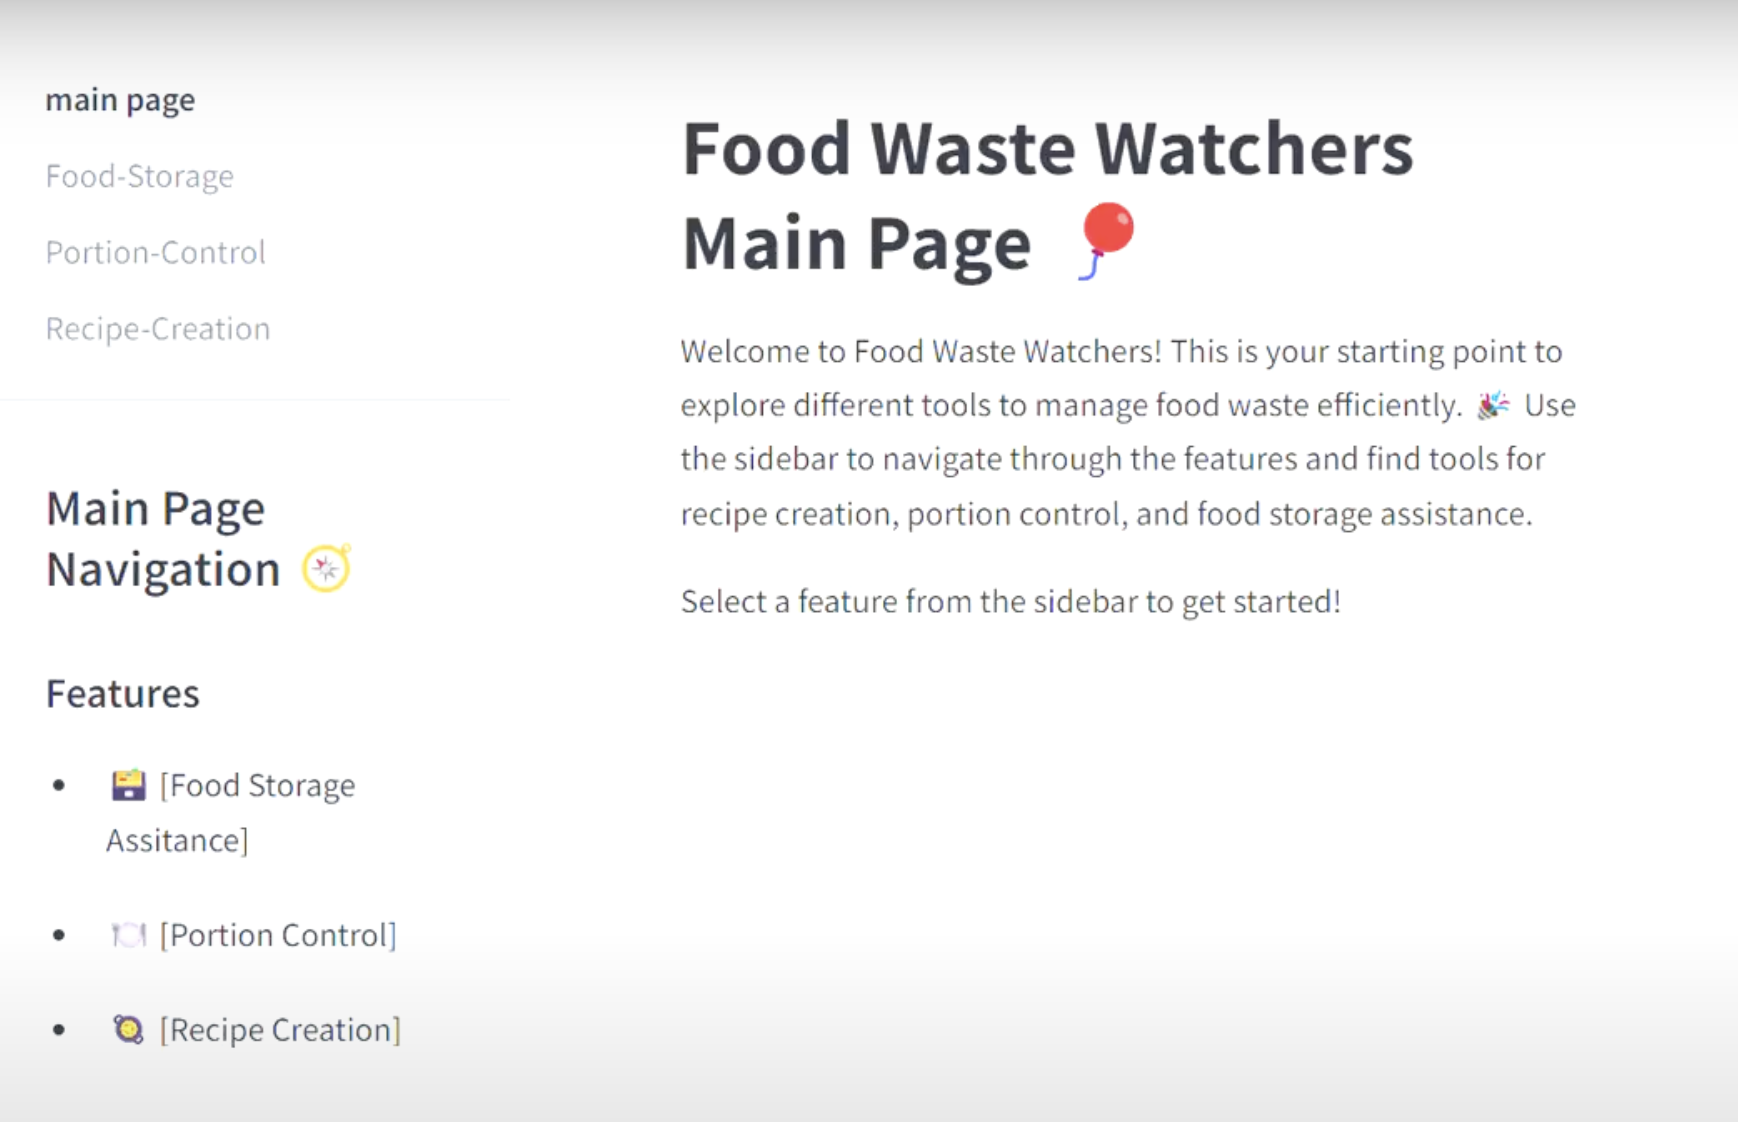 main page
Food-Storage
Portion-Control
Recipe-Creation
Main Page
Navigation
Features
[Food Storage
Assitance]
[Portion Control]
[Recipe Creation]
Food Waste Watchers
Main Page
Welcome to Food Waste Watchers! This is your starting point to
explore different tools to manage food waste efficiently. Use
the sidebar to navigate through the features and find tools for
recipe creation, portion control, and food storage assistance.
Select a feature from the sidebar to get started!